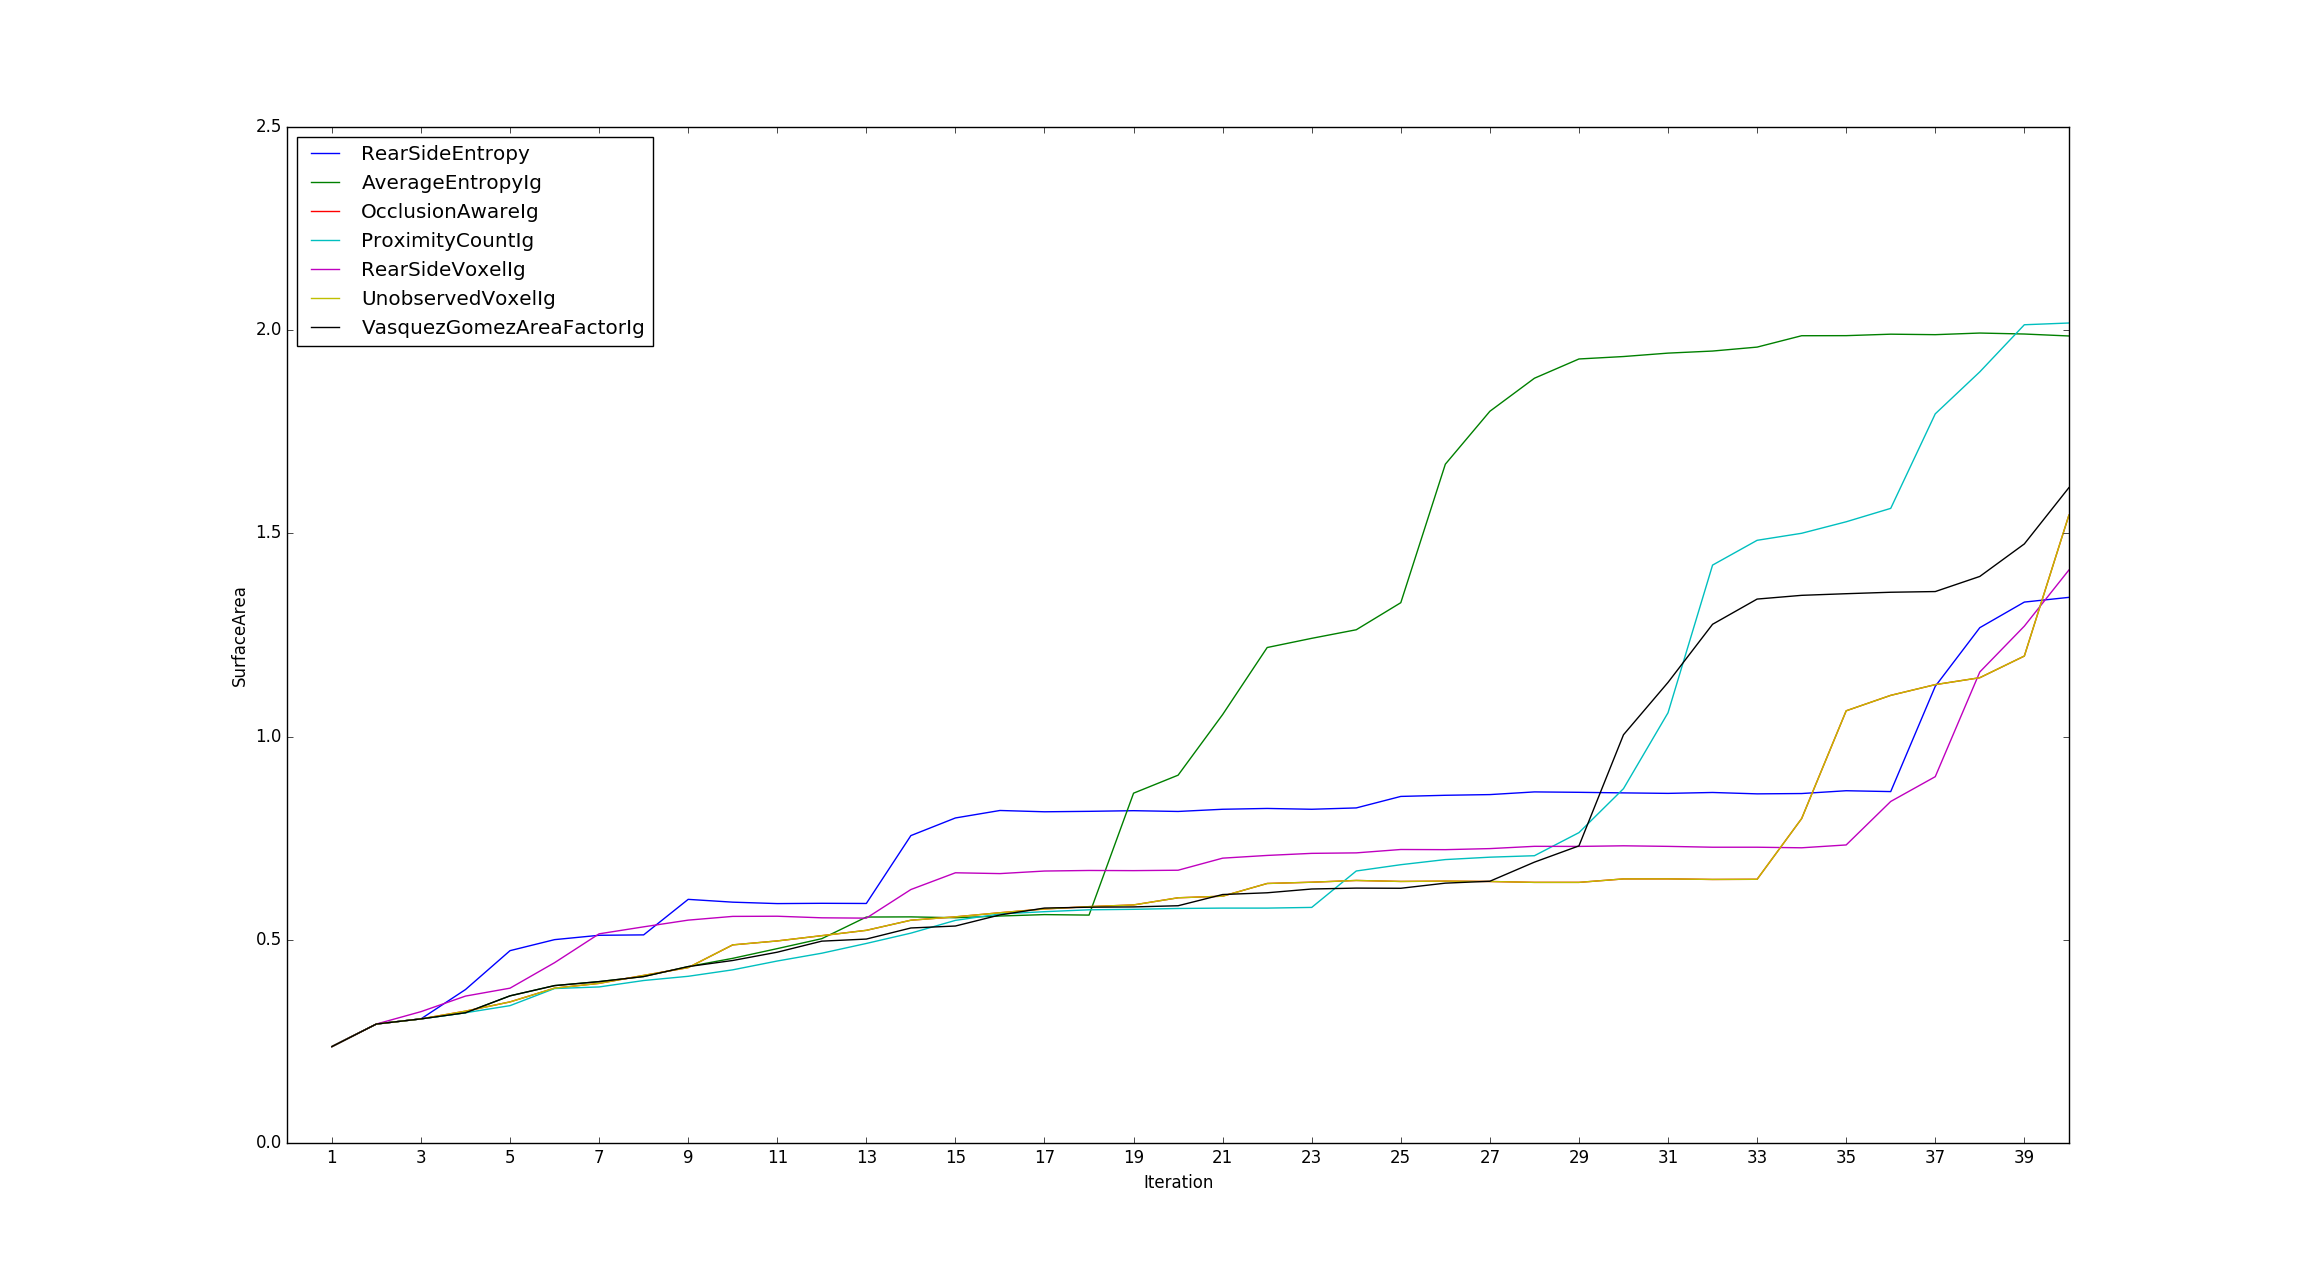 2.5
2.0
1.5
1.0
0.5
0.0
SurfaceArea
RearSideEntropy
AverageEntropyIg
OcclusionAwareIg
ProximityCountIg
RearSideVoxelIg
UnobservedVoxelIg
VasquezGomezAreaFactorIg
1 3 5 7 9 11 13 15 17 19 21 23 25 27 29 31 33 35 37 39
Iteration